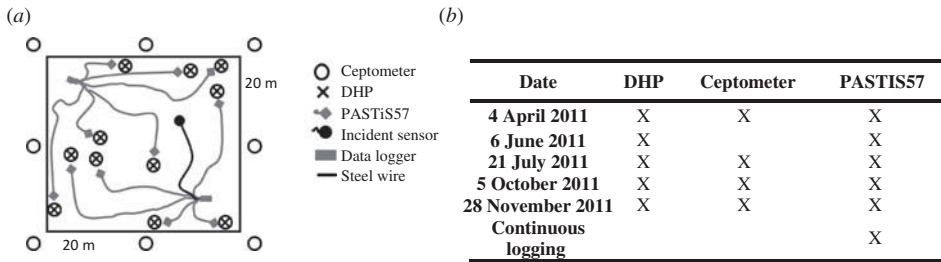 (a)
20 m
20 m
Ceptometer
DHP
PASTiS57
Incident sensor
Data logger
Steel wire
(b)
Date DHP Ceptometer PASTIS57
4 April 2011 X X X
6 June 2011 X X
21 July 2011 X X X
5 October 2011 X X X
28 November 2011 X X X
Continuous
logging X